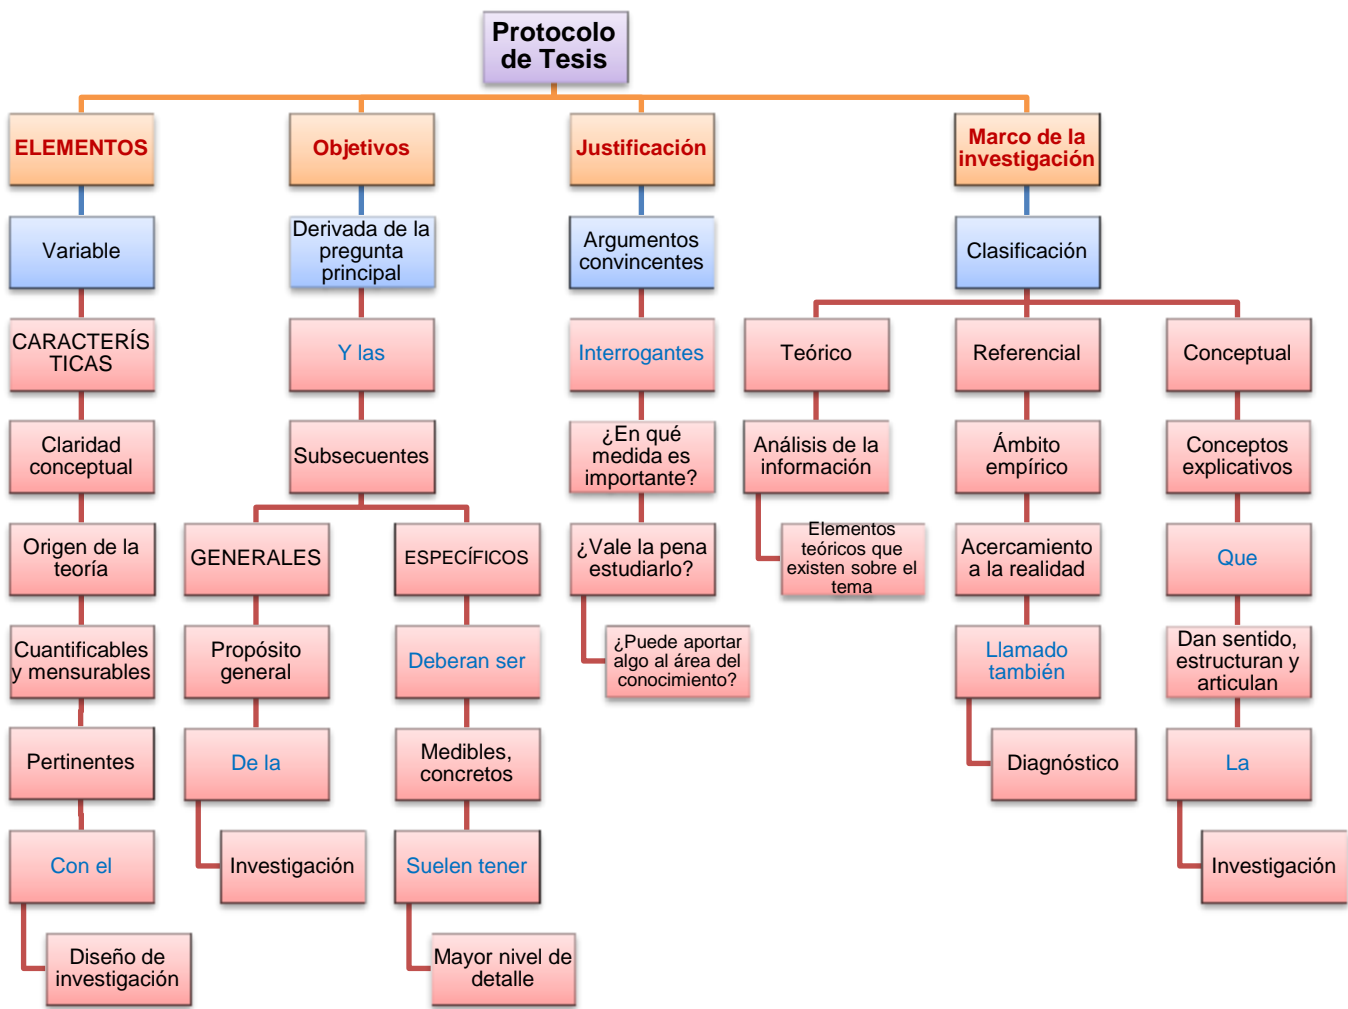 Protocolo
de Tesis
ELEMENTOS
Objetivos
Justificación
Marco de la
investigación
Variable
Derivada de la
pregunta
principal
Argumentos
convincentes
Clasificación
CARACTERÍS
TICAS
Y las
Interrogantes
Teórico
Referencial
Conceptual
Claridad
conceptual
Subsecuentes
¿En qué
medida es
importante?
Análisis de la
información
Ámbito
empírico
Conceptos
explicativos
Origen de la
teoría
GENERALES
ESPECÍFICOS
¿Vale la pena
estudiarlo?
Elementos
teóricos que
existen sobre el
tema
Acercamiento
a la realidad
Que
Cuantificables
y mensurables
Propósito
general
Deberan ser
¿Puede aportar
algo al área del
conocimiento?
Llamado
también
Dan sentido,
estructuran y
articulan
Pertinentes
De la
Medibles,
concretos
Diagnóstico
La
Con el
Investigación
Suelen tener
Investigación
Diseño de
investigación
Mayor nivel de
detalle